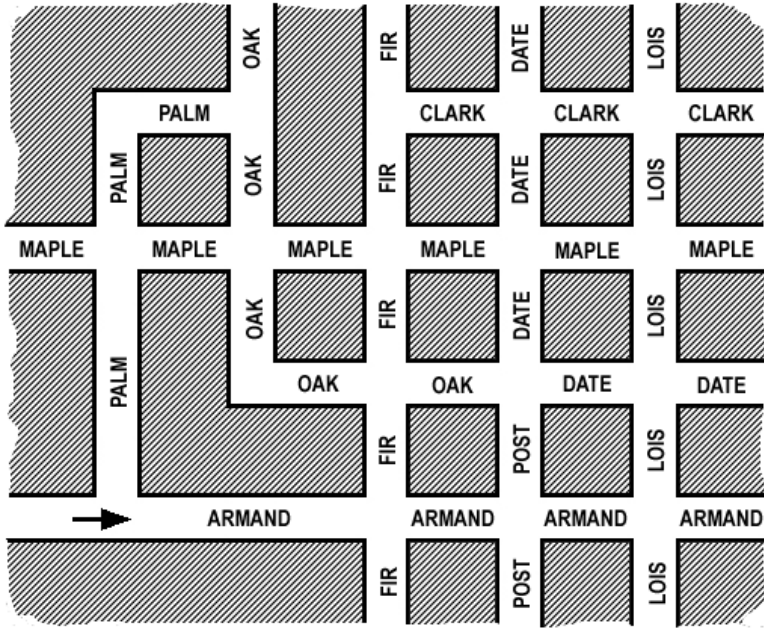 OAK FIR DATE LOIS
PALM CLARK CLARK CLARK
PALM OAK FIR DATE LOIS
MAPLE MAPLE MAPLE MAPLE MAPLE MAPLE
OAK FIR DATE LOIS
PALM OAK OAK DATE DATE
FIR POST LOIS
ARMAND ARMAND ARMAND ARMAND
FIR POST LOIS